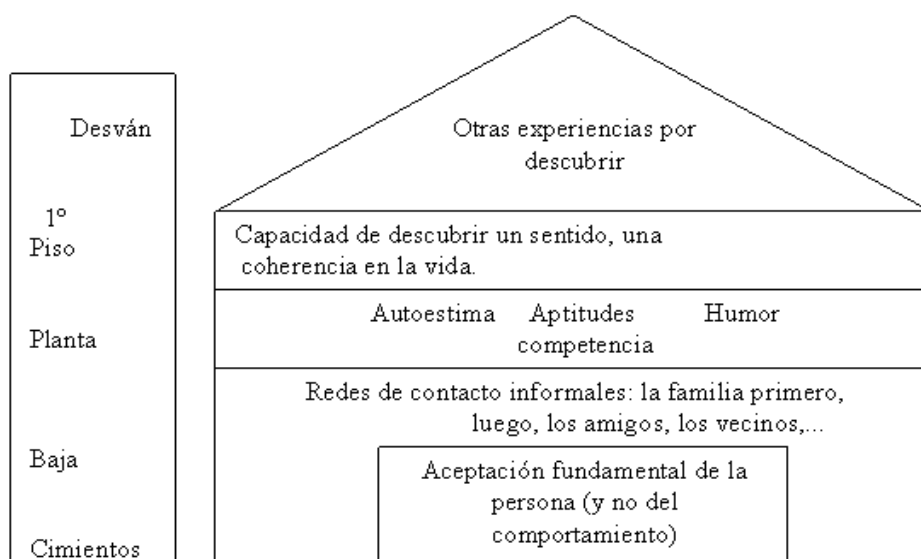 Desván
1º
Piso
Planta
Baja
Cimientos
Otras experiencias por
descubrir
Capacidad de descubrir un sentido, una
coherencia en la vida.
Autoestima Aptitudes Humor
competencia
Redes de contacto informales: la familia primero,
luego, los amigos, los vecinos,...
Aceptación fundamental de la
persona (y no del
comportamiento)